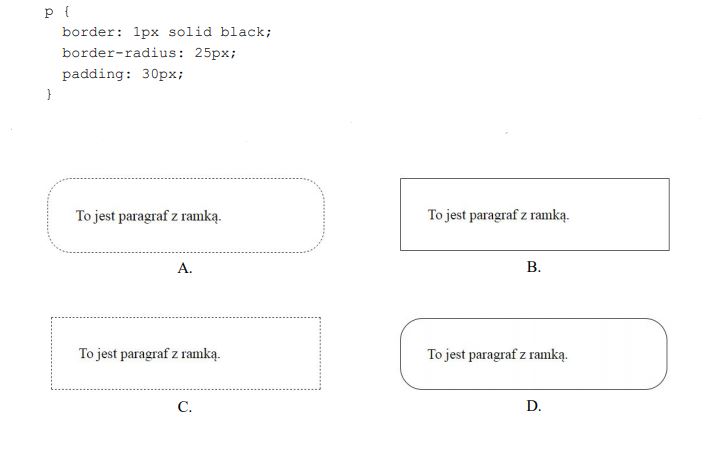 p {
border: 1px solid black;
border-radius: 25px;
padding: 30px;
}
To jest paragraf z ramką.
A.
To jest paragraf z ramką.
B.
To jest paragraf z ramką.
C.
To jest paragraf z ramką.
D.